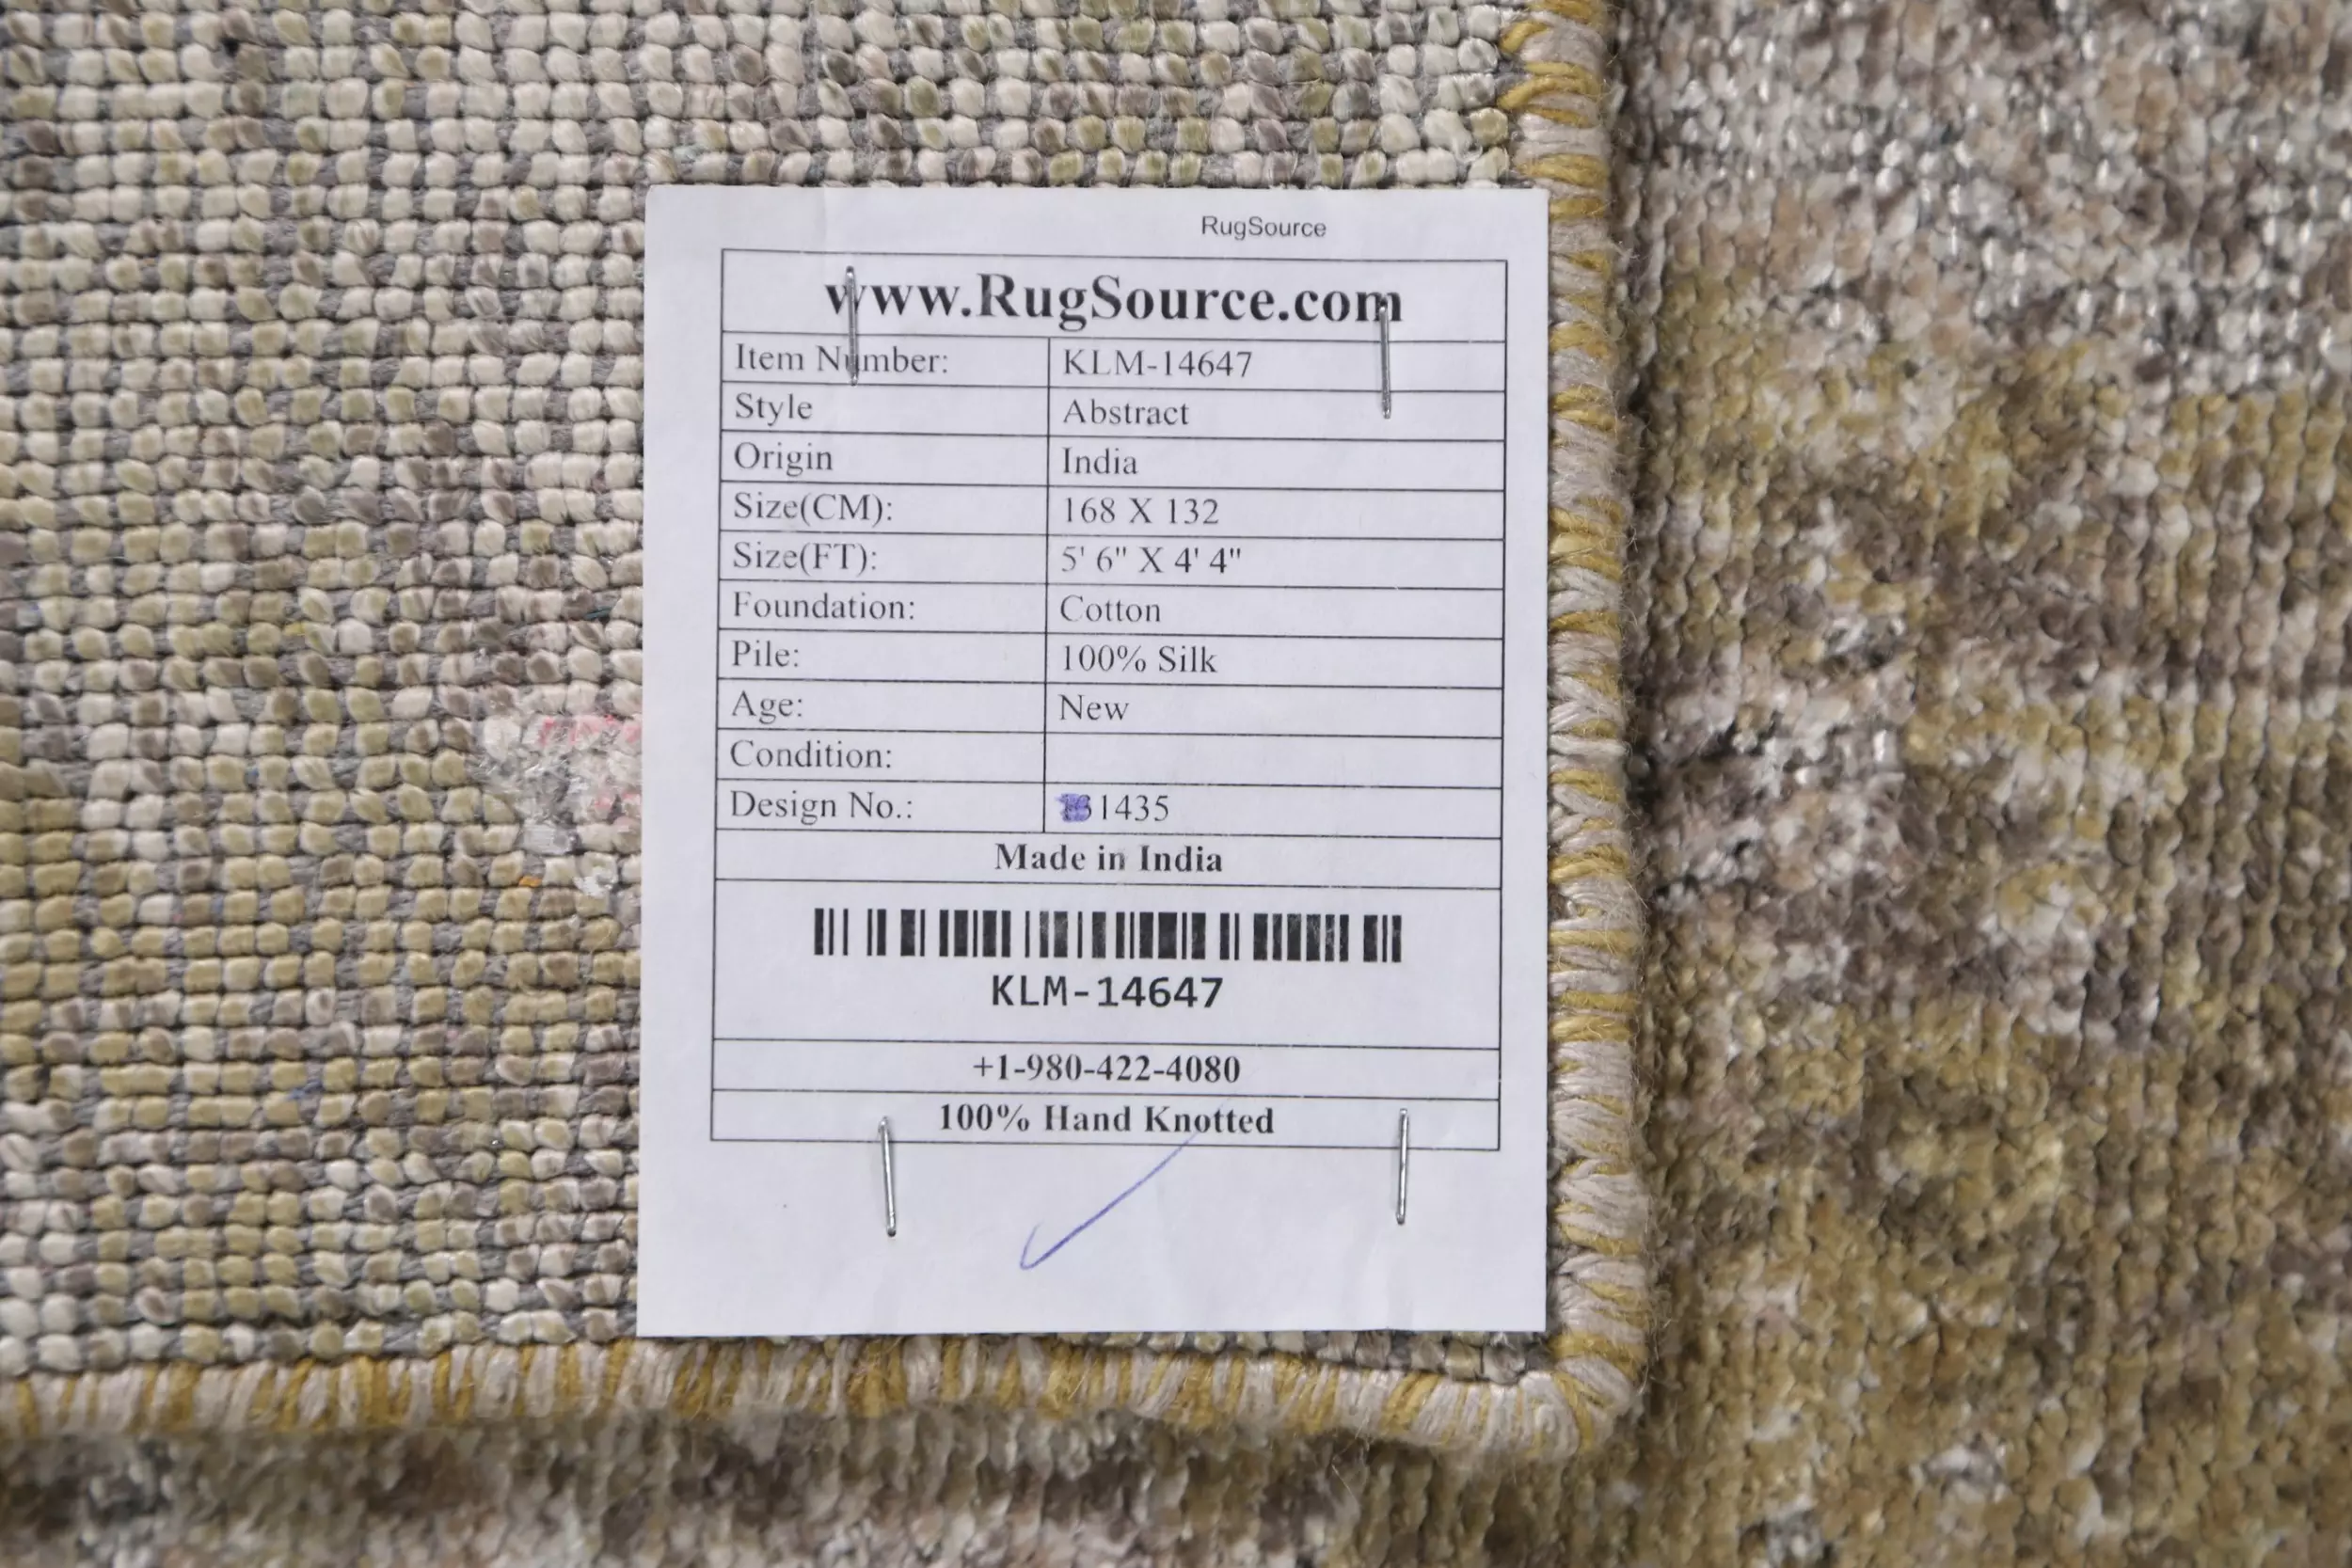 RugSource
www.RugSource.com
Item Number: KLM-14647
Style Abstract
Origin India
Size(CM): 168 X 132
Size(FT): 5' 6" X 4' 4"
Foundation: Cotton
Pile: 100% Silk
Age: New
Condition:
Design No.: 1435
Made in India
KLM-14647
+1-980-422-4080
100% Hand Knotted